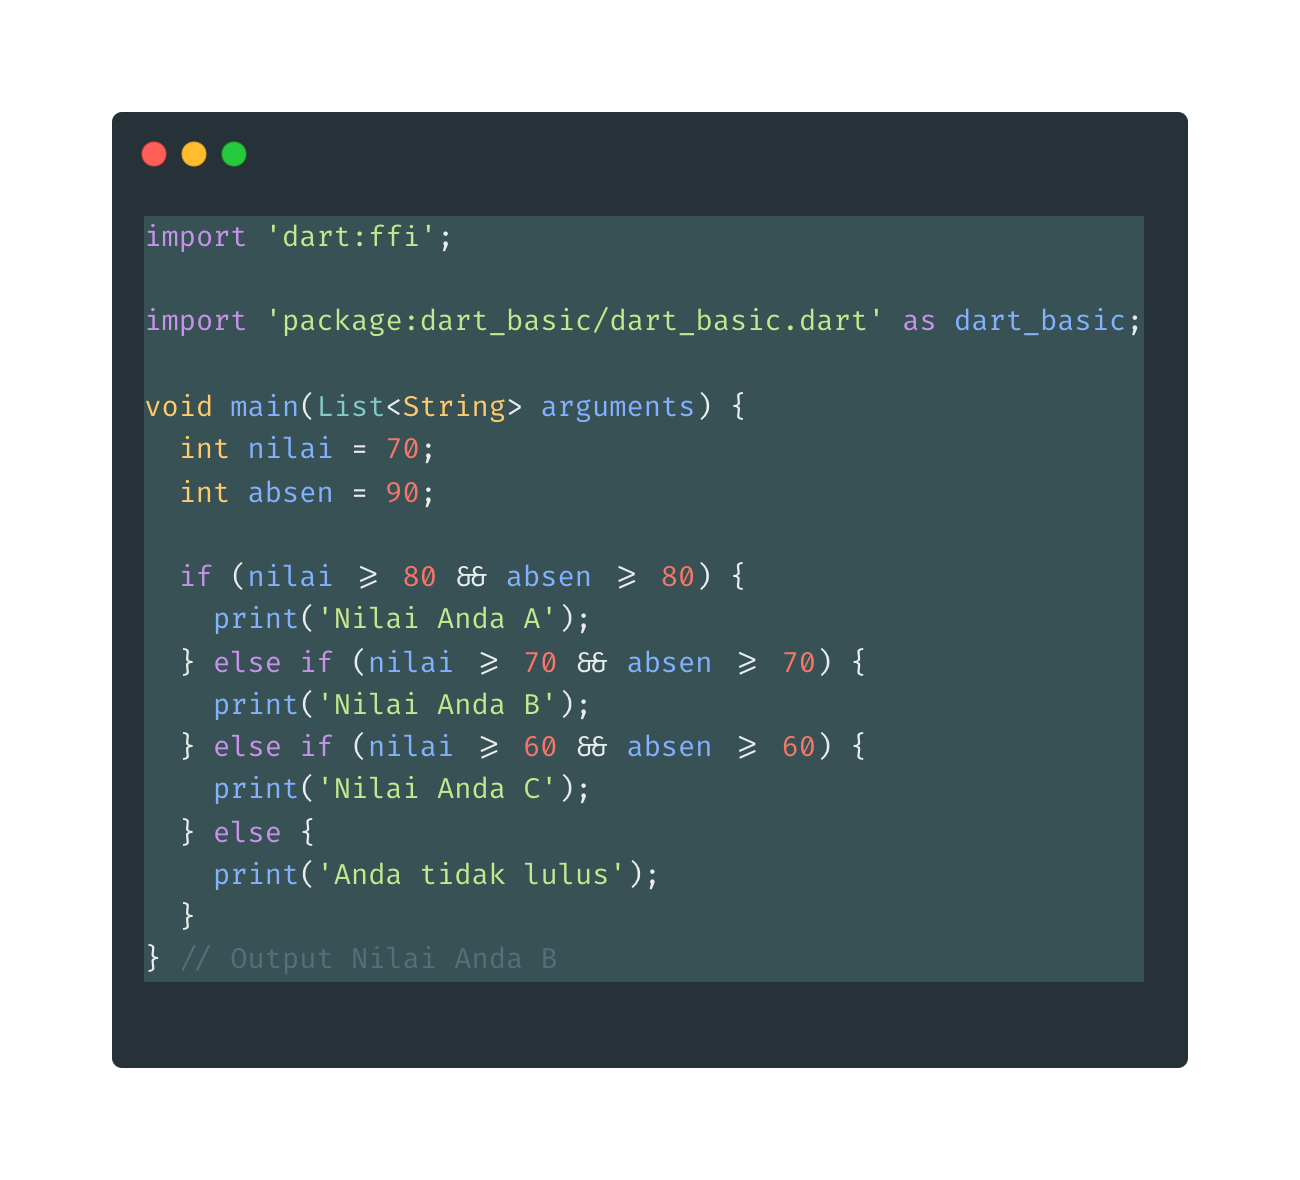 import 'dart:ffi';
import 'package:dart_basic/dart_basic.dart' as dart_basic;
void main(List<String> arguments) {
  int nilai = 70;
  int absen = 90;
  if (nilai >= 80 && absen >= 80) {
    print('Nilai Anda A');
  } else if (nilai >= 70 && absen >= 70) {
    print('Nilai Anda B');
  } else if (nilai >= 60 && absen >= 60) {
    print('Nilai Anda C');
  } else {
    print('Anda tidak lulus');
  }
} // Output Nilai Anda B